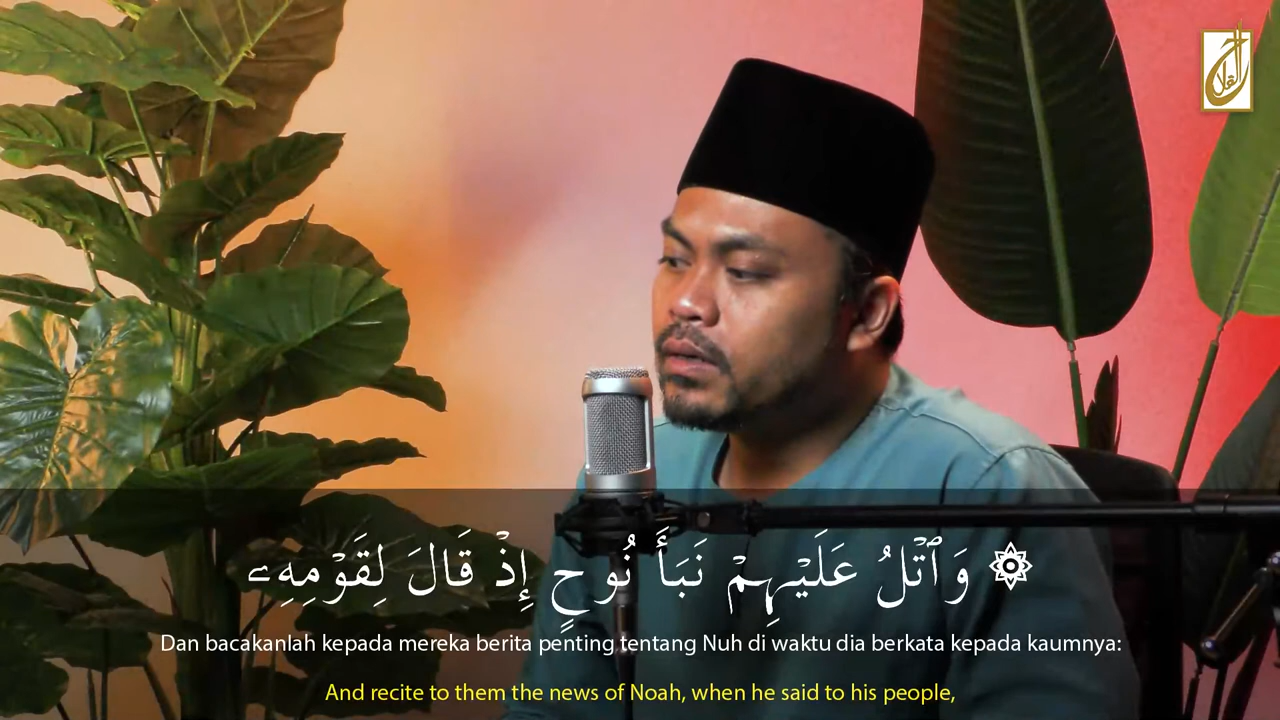 ۞ وَٱتْلُ عَلَيْهِمْ نَبَأَ نُوحٍ إِذْ قَالَ لِقَوْمِهِۦ
Dan bacakanlah kepada mereka berita penting tentang Nuh di waktu dia berkata kepada kaumnya:
And recite to them the news of Noah, when he said to his people,